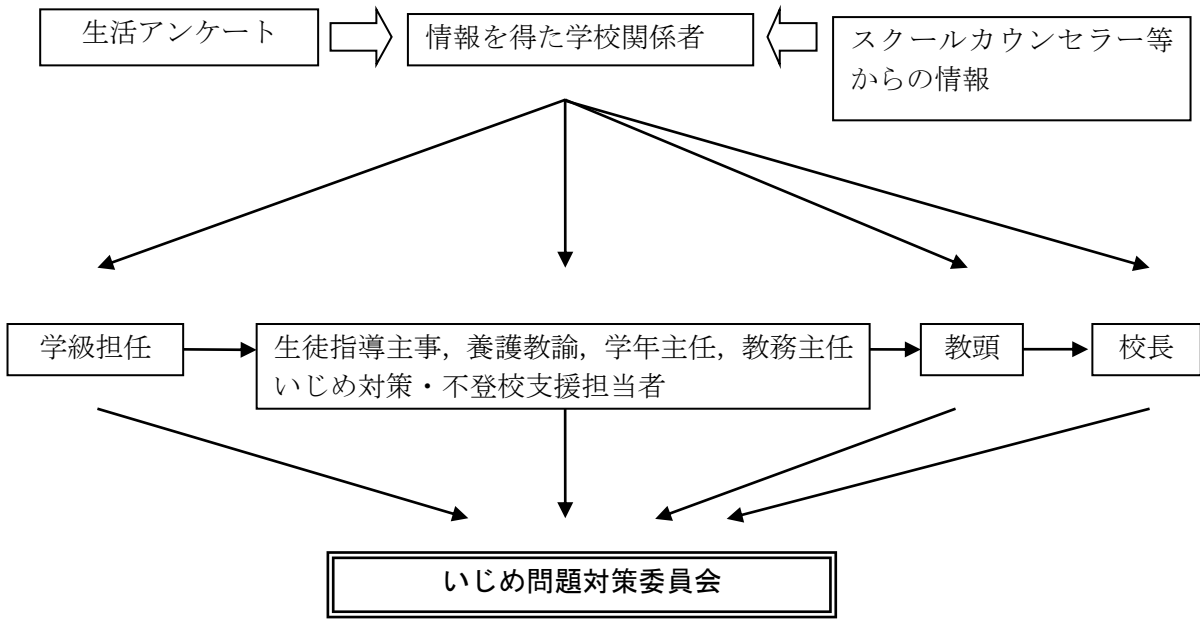 生活アンケート
情報を得た学校関係者
スクールカウンセラー等
からの情報
学級担任
生徒指導主事，養護教諭，学年主任，教務主任
いじめ対策・不登校支援担当者
教頭
校長
いじめ問題対策委員会